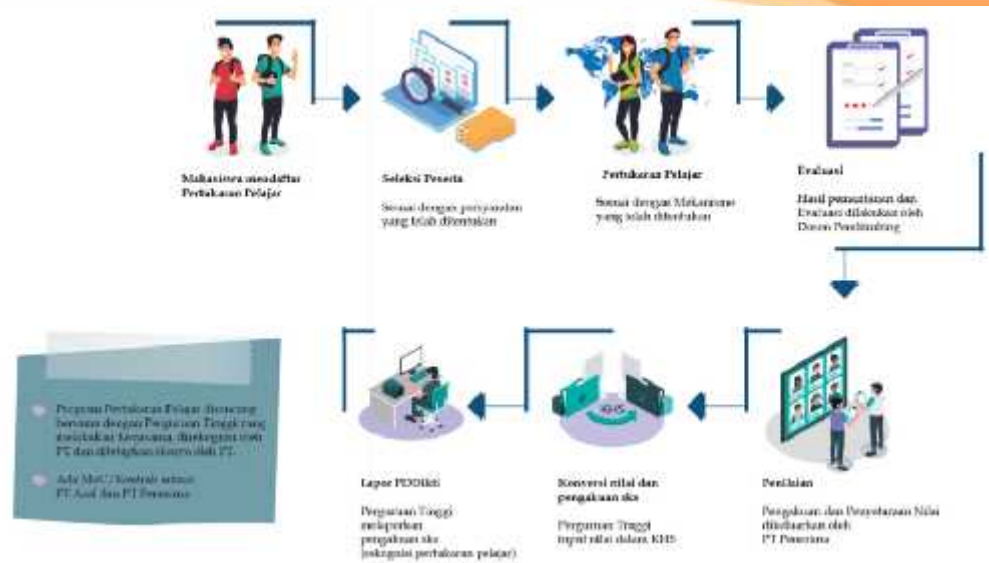 Mahasiswa mendaftar
Pertukaran Pelajar
Seleksi Peserta
Sesuai dengan persyaratan
yang telah ditentukan
Pertukaran Pelajar
Sesuai dengan Mekanisme
yang telah ditentukan
Evaluasi
Hasil pemantauan dan
Evaluasi dilakukan oleh
Dosen Pembimbing
Penilaian
Pengakuan dan Penyetaraan Nilai
dikeluarkan oleh
PT Penerima
Konversi nilai dan
pengakuan sks
Perguruan Tinggi
input nilai dalam KHS
Lapor PDDikti
Perguruan Tinggi
melaporkan
pengakuan sks
(rekognisi pertukaran pelajar)
Program Pertukaran Pelajar dirancang
bersama dengan Perguruan Tinggi yang
melakukan kerjasama, direkognisi oleh
PT dan ditetapkan oleh PT.
Ada MoU/Kontrak antara
PT Asal dan PT Penerima